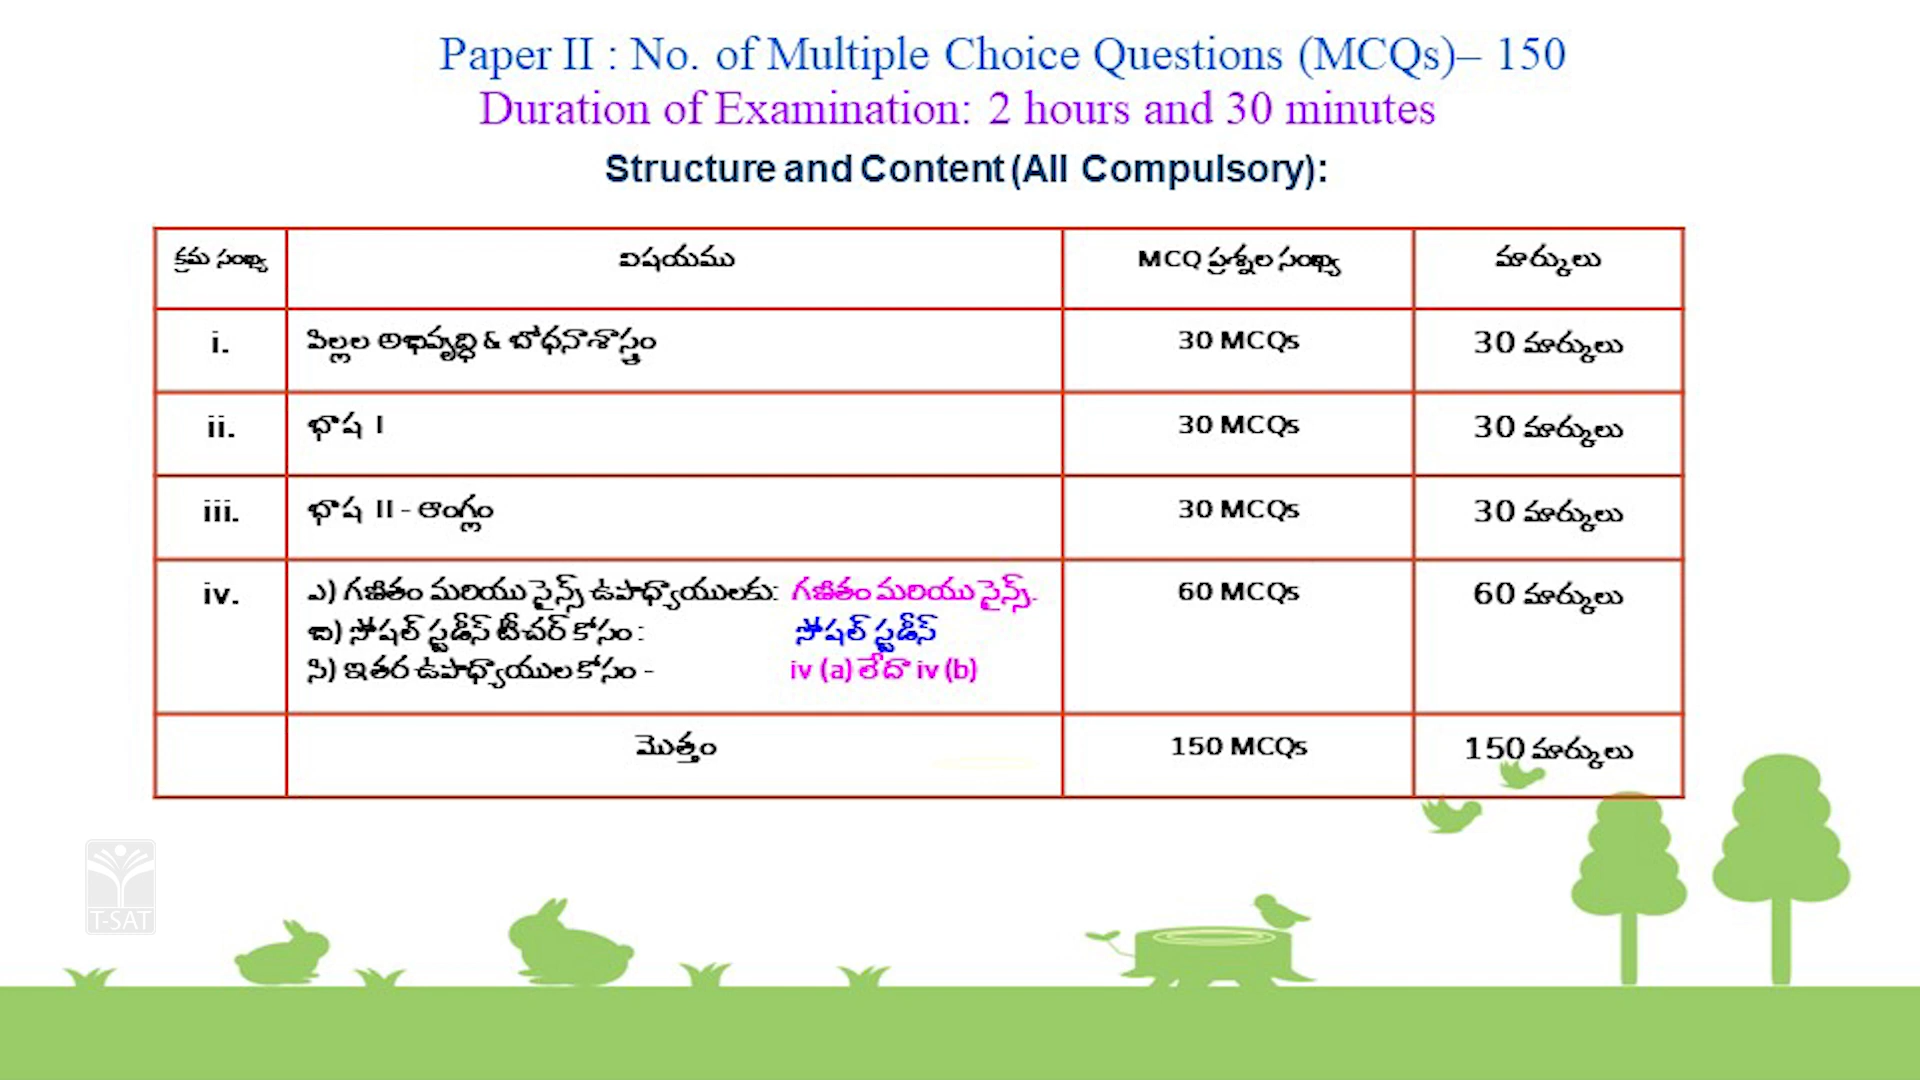 Paper II : No. of Multiple Choice Questions (MCQs)– 150
Duration of Examination: 2 hours and 30 minutes
Structure and Content (All Compulsory):
క్రమ సంఖ్య విషయము MCQ ప్రశ్నల సంఖ్య మార్కులు
i. పిల్లల అభివృద్ధి & బోధనాశాస్త్రం 30 MCQs 30 మార్కులు
ii. భాష I 30 MCQs 30 మార్కులు
iii. భాష II - ఆంగ్లం 30 MCQs 30 మార్కులు
iv. ఎ) గణితం మరియు సైన్స్ ఉపాధ్యాయులకు: గణితం మరియు సైన్స్. 60 MCQs 60 మార్కులు
బి) సోషల్ స్టడీస్ టీచర్ కోసం : సోషల్ స్టడీస్
సి) ఇతర ఉపాధ్యాయుల కోసం - iv (a) లేదా iv (b)
మొత్తం 150 MCQs 150 మార్కులు
T-SAT